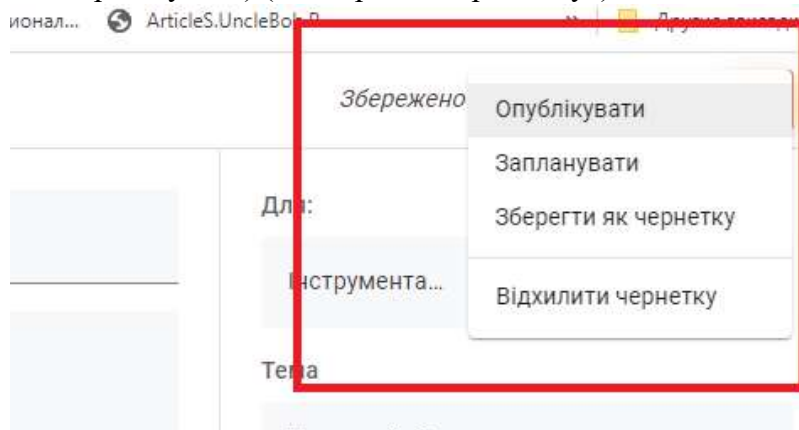 ионал... ArticleS.UncleBob.P... »
Збережено
Опублікувати
Запланувати
Для:
Зберегти як чернетку
Інструмента...
Відхилити чернетку
Тема